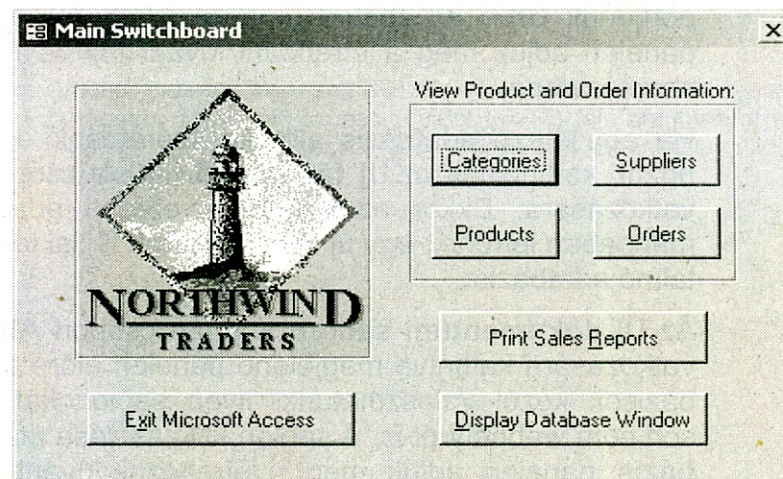 Main Switchboard
View Product and Order Information:
Categories
Suppliers
Products
Orders
NORTHWIND
TRADERS
Print Sales Reports
Exit Microsoft Access
Display Database Window